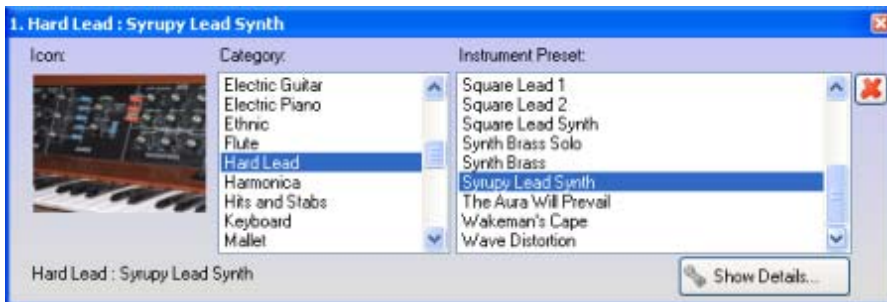 1. Hard Lead : Syrupy Lead Synth
Icon:
Category:
Instrument Preset:
Electric Guitar
Electric Piano
Ethnic
Flute
Hard Lead
Harmonica
Hits and Stabs
Keyboard
Mallet
Square Lead 1
Square Lead 2
Square Lead Synth
Synth Brass Solo
Synth Brass
Syrupy Lead Synth
The Aura Will Prevail
Wakeman's Cape
Wave Distortion
Hard Lead : Syrupy Lead Synth
Show Details...